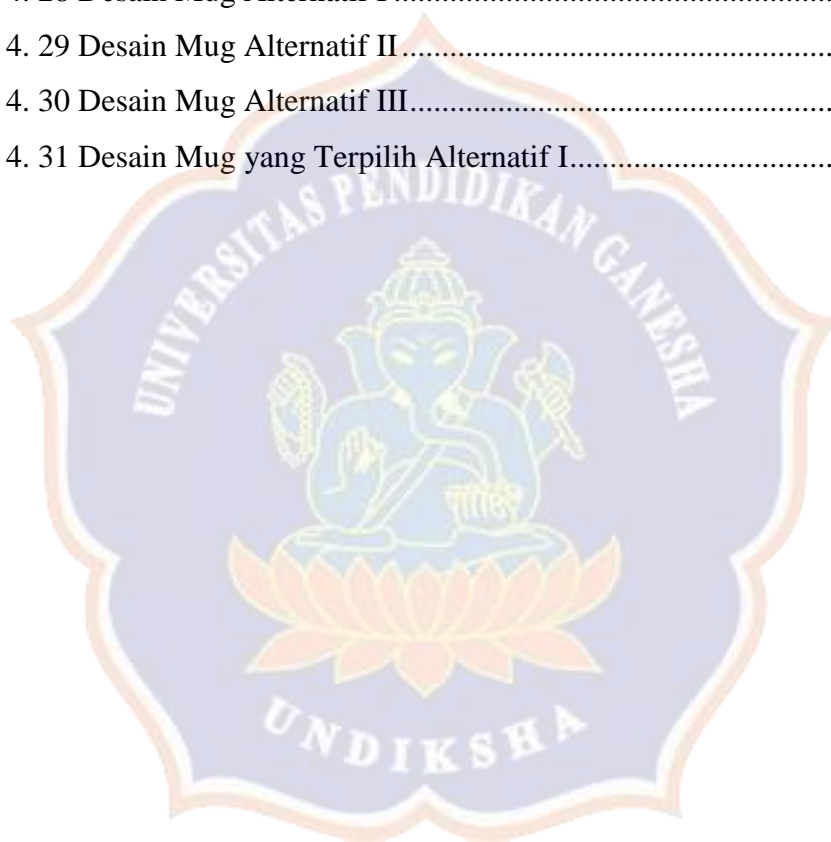 4. 29 Desain Mug Alternatif II......................................................
4. 30 Desain Mug Alternatif III.....................................................
4. 31 Desain Mug yang Terpilih Alternatif I.................................
UNIVERSITAS PENDIDIKAN GANESHA
UNDIKSHA